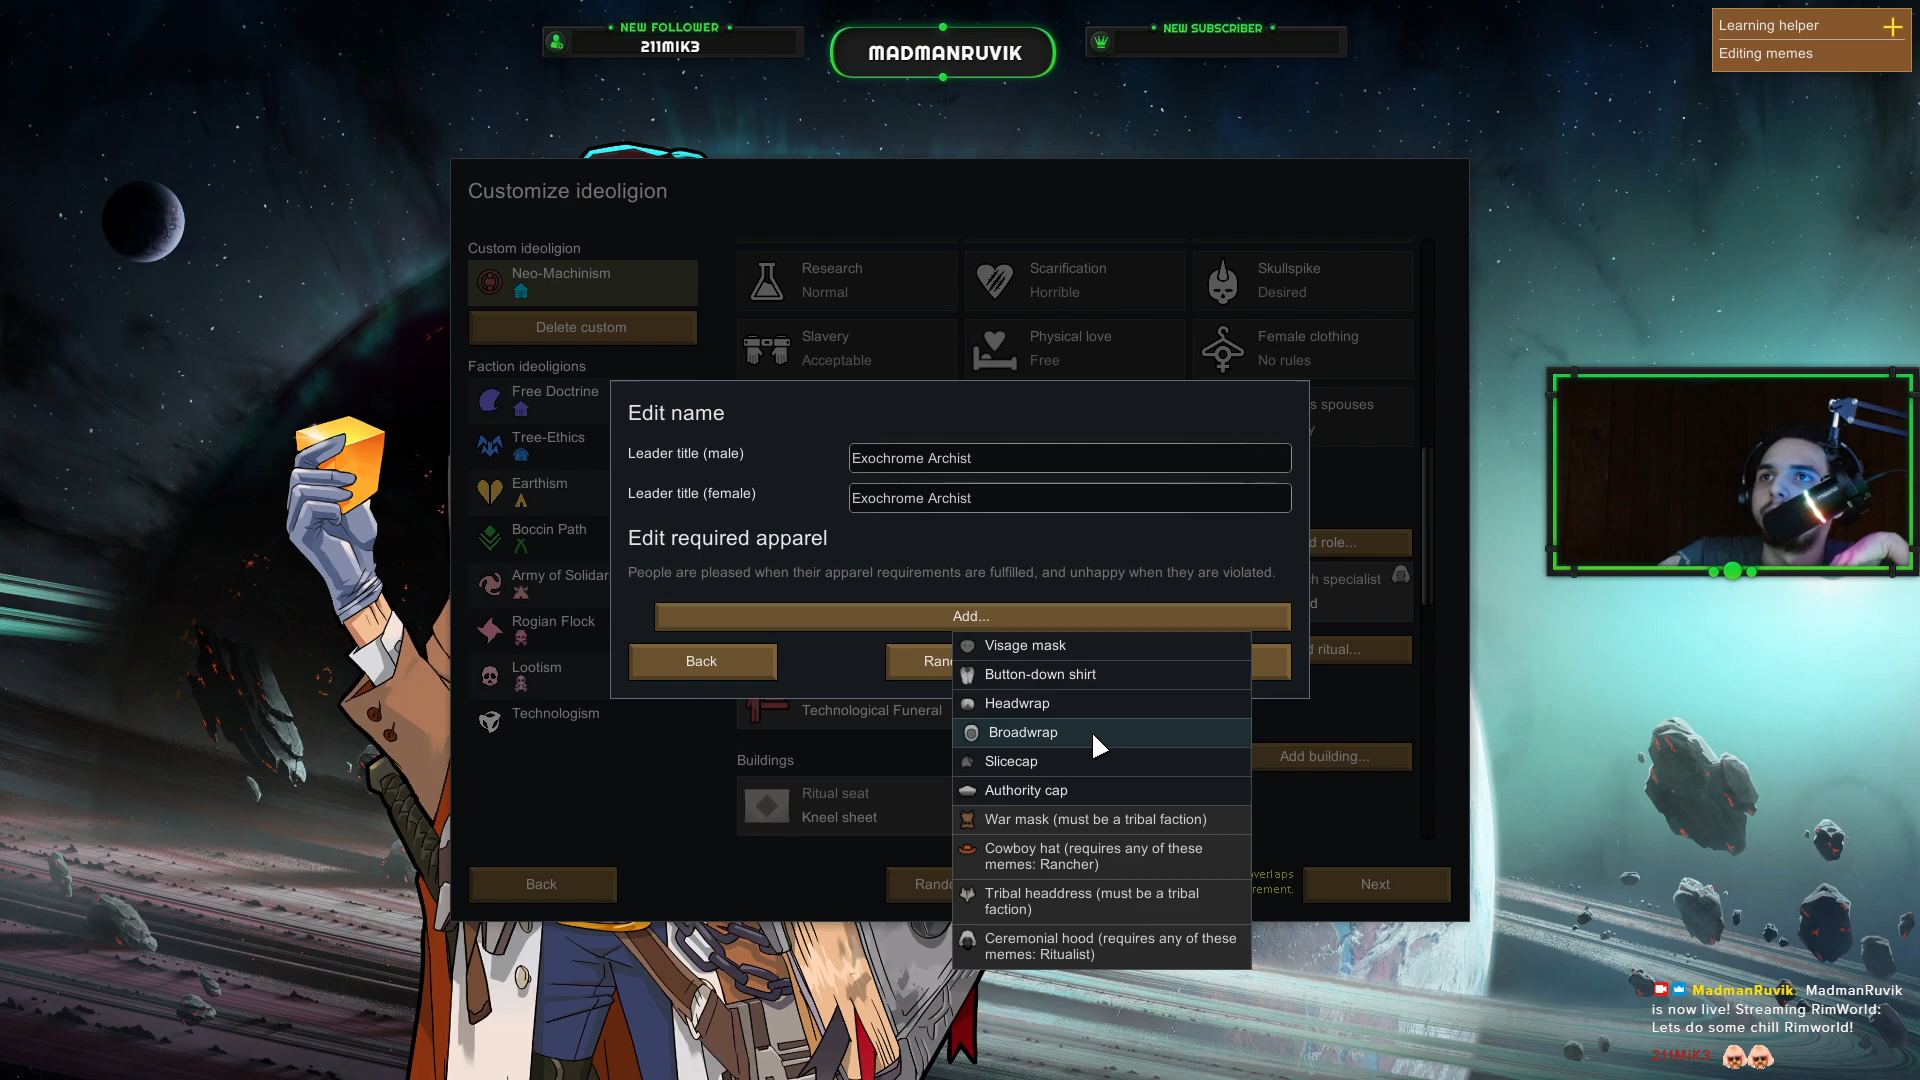 NEW FOLLOWER
211MIK3
MADMANRUVIK
NEW SUBSCRIBER
Learning helper
Editing memes
Customize ideoligion
Custom ideoligion
Neo-Machinism
Delete custom
Faction ideoligions
Free Doctrine
Tree-Ethics
Earthism
Boccin Path
Army of Solidar
Rogian Flock
Lootism
Technologism
Research
Normal
Scarification
Horrible
Skullspike
Desired
Slavery
Acceptable
Physical love
Free
Female clothing
No rules
s spouses
Edit name
Leader title (male)
Exochrome Archist
Leader title (female)
Exochrome Archist
Edit required apparel
People are pleased when their apparel requirements are fulfilled, and unhappy when they are violated.
Add...
Back
Ran
d role...
h specialist
d
d ritual...
Visage mask
Button-down shirt
Headwrap
Broadwrap
Slicecap
Authority cap
War mask (must be a tribal faction)
Cowboy hat (requires any of these
memes: Rancher)
Tribal headdress (must be a tribal
faction)
Ceremonial hood (requires any of these
memes: Ritualist)
Technological Funeral
Buildings
Add building...
Ritual seat
Kneel sheet
Back
Rando
overlaps
rement.
Next
MadmanRuvik: MadmanRuvik
is now live! Streaming RimWorld:
Lets do some chill Rimworld!
211MIK3: